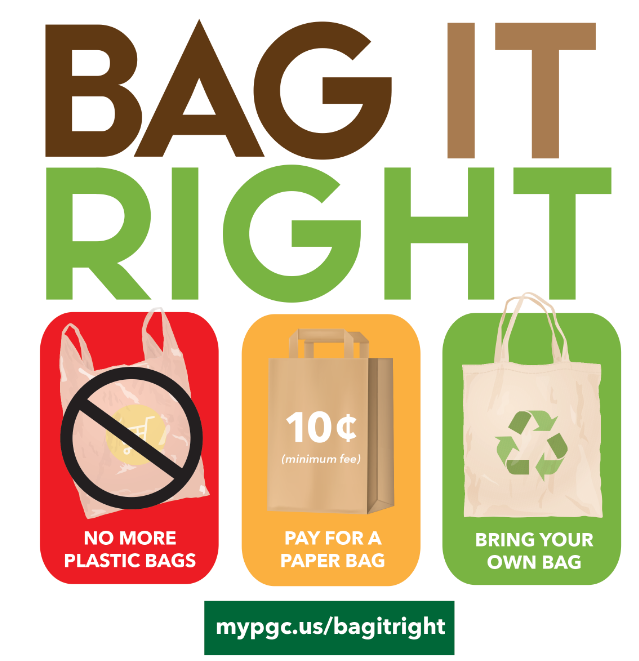 BAG IT
RIGHT
10¢
(minimum fee)
NO MORE
PLASTIC BAGS
PAY FOR A
PAPER BAG
BRING YOUR
OWN BAG
mypgc.us/bagitright